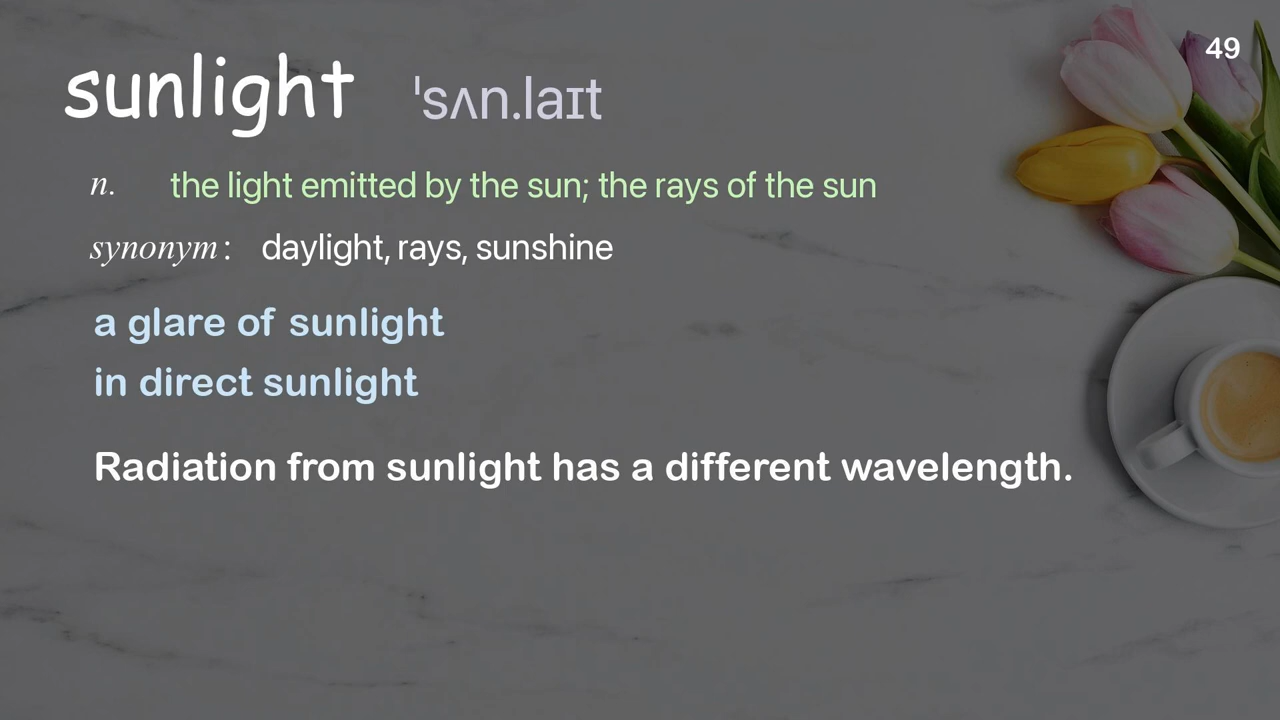 49
sunlight ˈsʌn.laɪt
n. the light emitted by the sun; the rays of the sun
synonym: daylight, rays, sunshine
a glare of sunlight
in direct sunlight
Radiation from sunlight has a different wavelength.